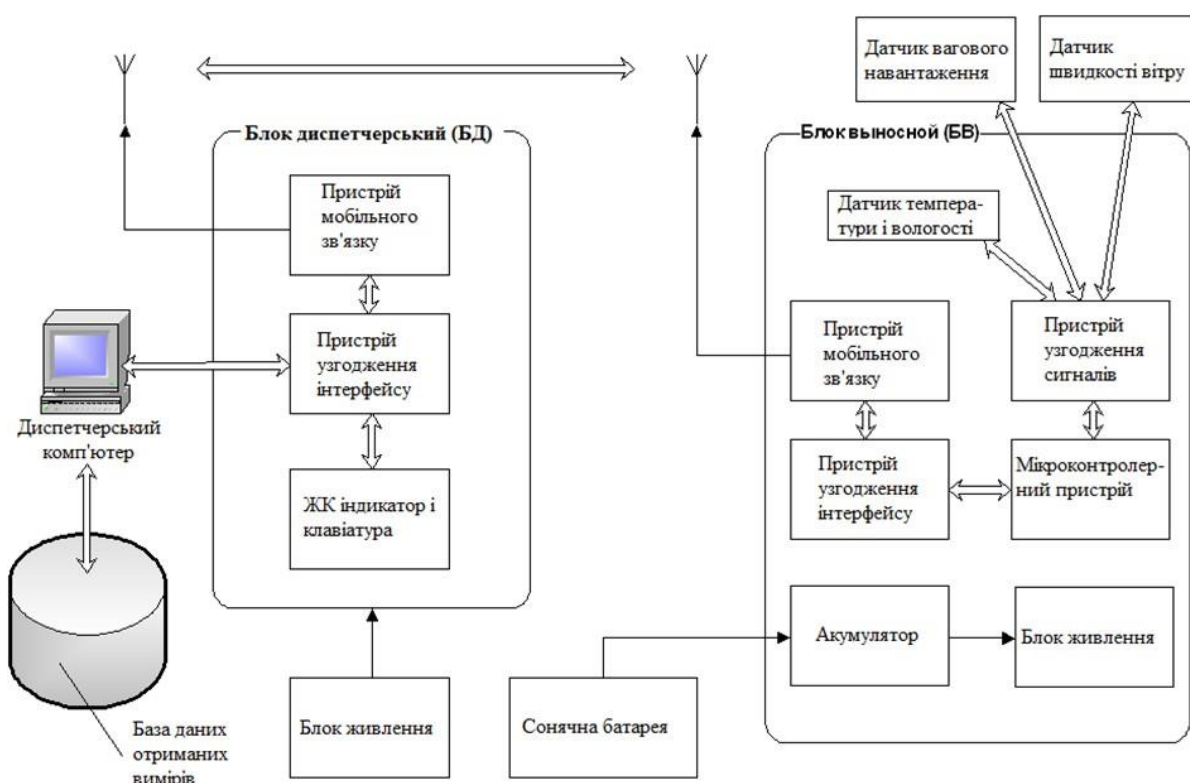 Датчик вагового
навантаження
Датчик
швидкості вітру
Блок диспетчерський (БД)
Блок выносной (БВ)
Пристрій
мобільного
зв'язку
Датчик темпера-
тури і вологості
Пристрій
узгодження
інтерфейсу
Пристрій
мобільного
зв'язку
Пристрій
узгодження
сигналів
Диспетчерський
комп'ютер
ЖК індикатор і
клавіатура
Пристрій
узгодження
інтерфейсу
Мікроконтролер-
ний пристрій
Акумулятор
Блок живлення
База даних
отриманих
вимірів
Блок живлення
Сонячна батарея